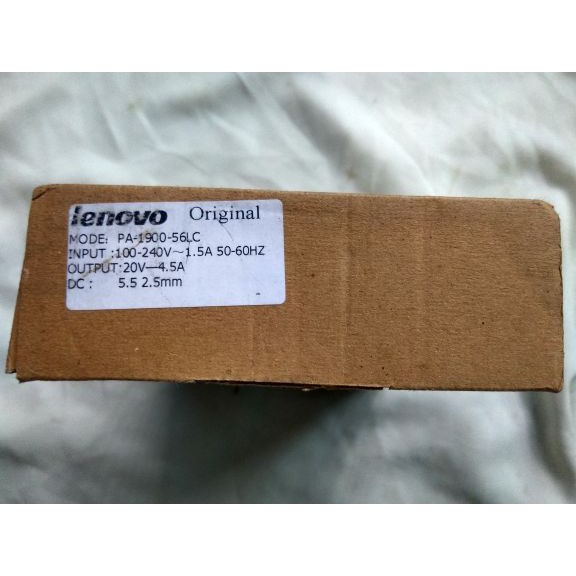 lenovo Original
MODE: PA-1900-56LC
INPUT :100-240V~1.5A 50-60HZ
OUTPUT:20V—4.5A
DC : 5.5 2.5mm